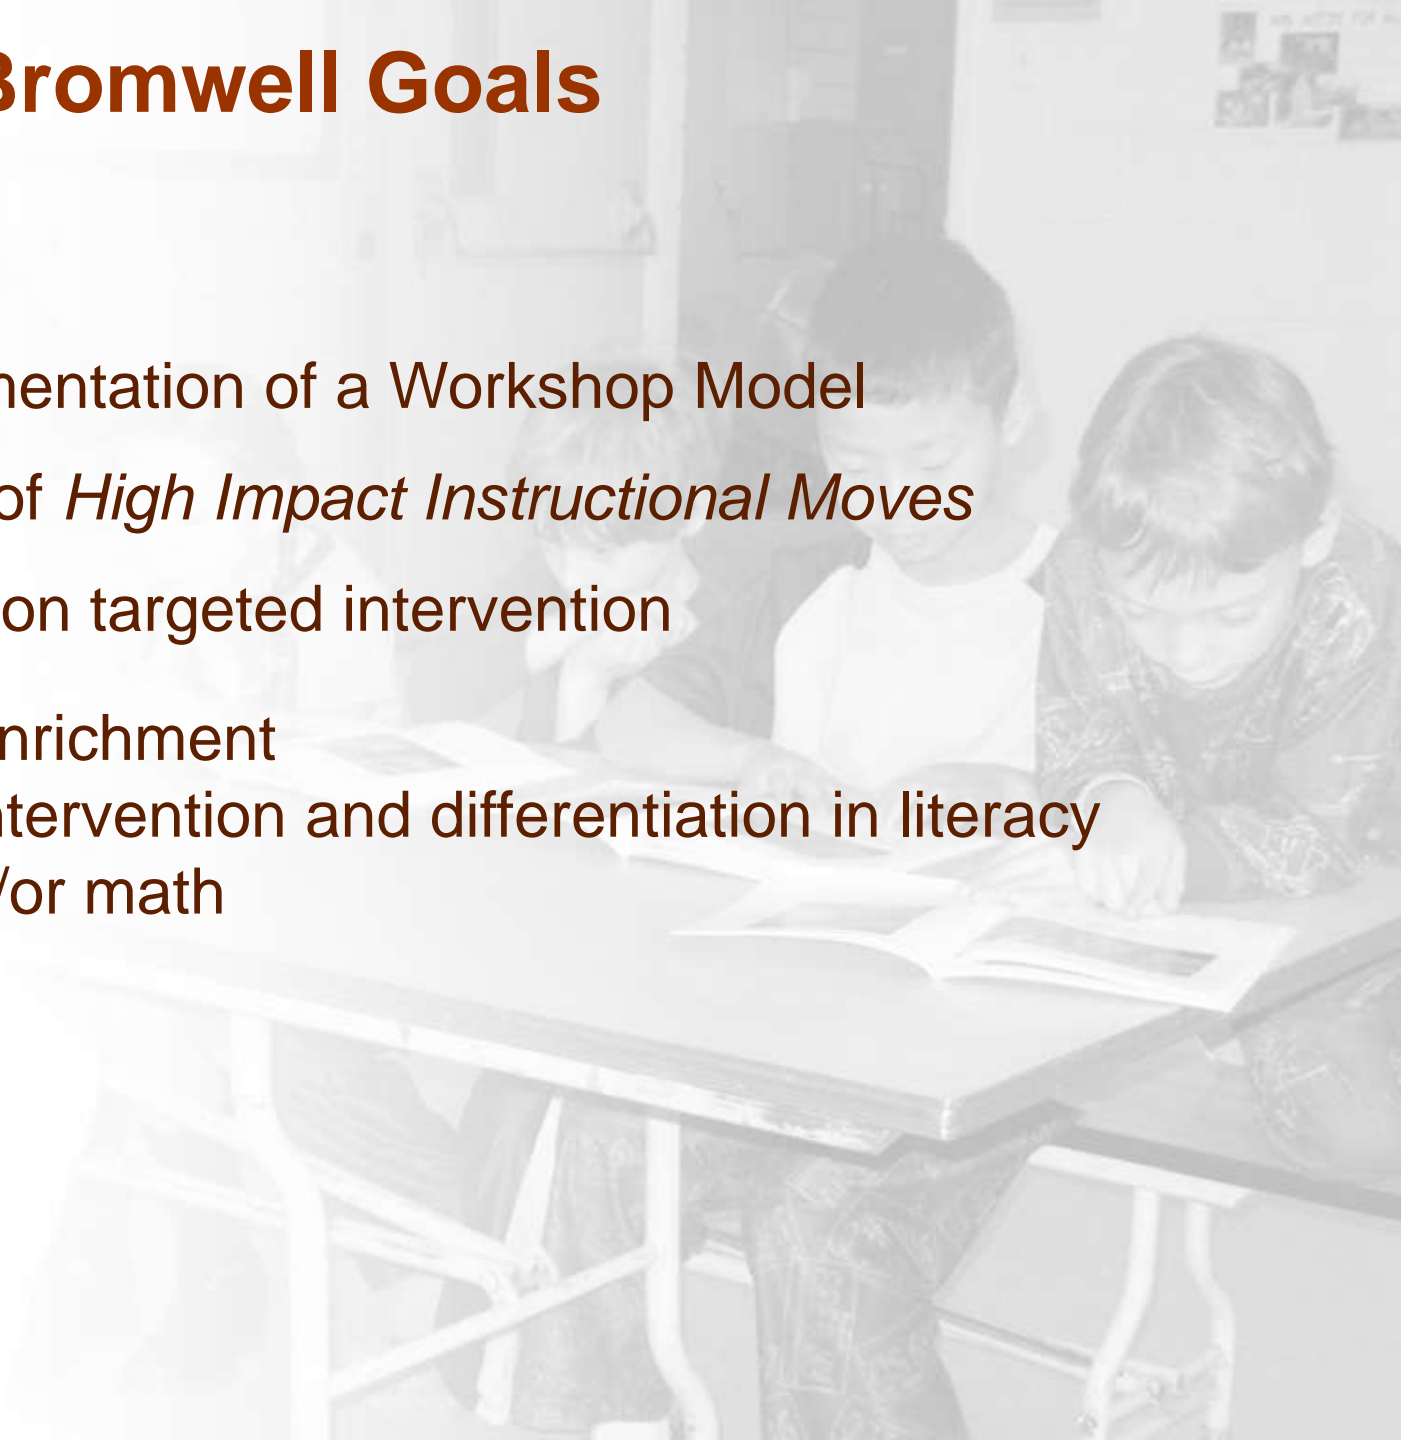 Bromwell Goals
mentation of a Workshop Model
of High Impact Instructional Moves
on targeted intervention
nrichment
ntervention and differentiation in literacy
/or math